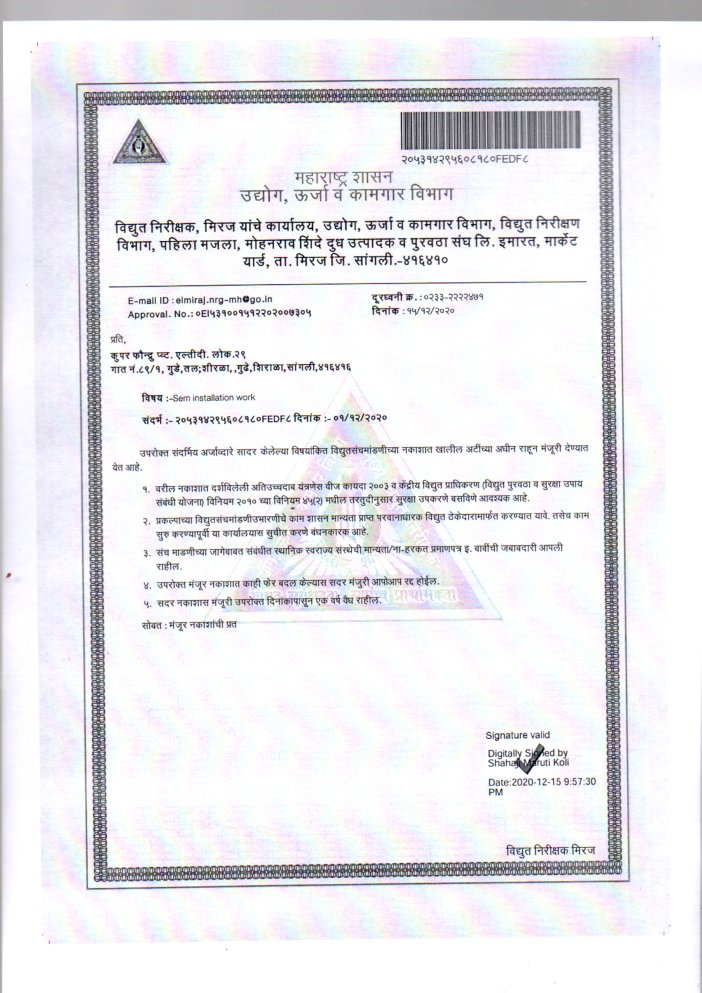 २०५३१४२९५६०८१८०FEDF८
महाराष्ट्र शासन
उद्योग, ऊर्जा व कामगार विभाग
विद्युत निरीक्षक, मिरज यांचे कार्यालय, उद्योग, ऊर्जा व कामगार विभाग, विद्युत निरीक्षण
विभाग, पहिला मजला, मोहनराव शिंदे दुध उत्पादक व पुरवठा संघ लि. इमारत, मार्केट
यार्ड, ता. मिरज जि. सांगली.-४१६४१०
E-mail ID : eimiraj.nrg-mh@go.in
दूरध्वनी क्र. : ०२३३-२२२२४७१
Approval. No.: ०EI५३१००१५१२२०२००७३०५
दिनांक : १५/१२/२०२०
प्रति,
कुपर फौन्द्रु प्व्ट. एल्तीदी. लोक.२९
गात नं.८९/१, गुडे,तल;शीरळा,,गुढे,शिराळा,सांगली,४१६४१६
विषय :-Sem installation work
संदर्भ :- २०५३१४२९५६०८१८०FEDF८ दिनांक :- ०१/१२/२०२०
उपरोक्त संदर्भिय अर्जाव्दारे सादर केलेल्या विषयांकित विद्युतसंचमांडणीच्या नकाशात खालील अटींच्या अधीन राहून मंजूरी देण्यात
येत आहे.
१. वरील नकाशात दर्शविलेली अतिउच्चदाब यंत्रणेस वीज कायदा २००३ व केंद्रीय विद्युत प्राधिकरण (विद्युत पुरवठा व सुरक्षा उपाय
संबंधी योजना) विनियम २०१० च्या विनियम ४५(२) मधील तरतुदीनुसार सुरक्षा उपकरणे बसविणे आवश्यक आहे.
२. प्रकल्पाच्या विद्युतसंचमांडणीउभारणीचे काम शासन मान्यता प्राप्त परवानाधारक विद्युत ठेकेदारामार्फत करण्यात यावे. तसेच काम
सुरु करण्यापूर्वी या कार्यालयास सुचीत करणे बंधनकारक आहे.
३. संच माडणीच्या जागेबाबत संबंधीत स्थानिक स्वराज्य संस्थेची मान्यता/ना-हरकत प्रमाणपत्र इ. बाबींची जबाबदारी आपली
राहील.
४. उपरोक्त मंजूर नकाशात काही फेर बदल केल्यास सदर मंजुरी आपोआप रद्द होईल.
५. सदर नकाशास मंजूरी उपरोक्त दिनांकापासुन एक वर्ष वैध राहील.
सोबत : मंजूर नकाशांची प्रत
Signature valid
Digitally Signed by
Shahaji Maruti Koli
Date:2020-12-15 9:57:30
PM
विद्युत निरीक्षक मिरज